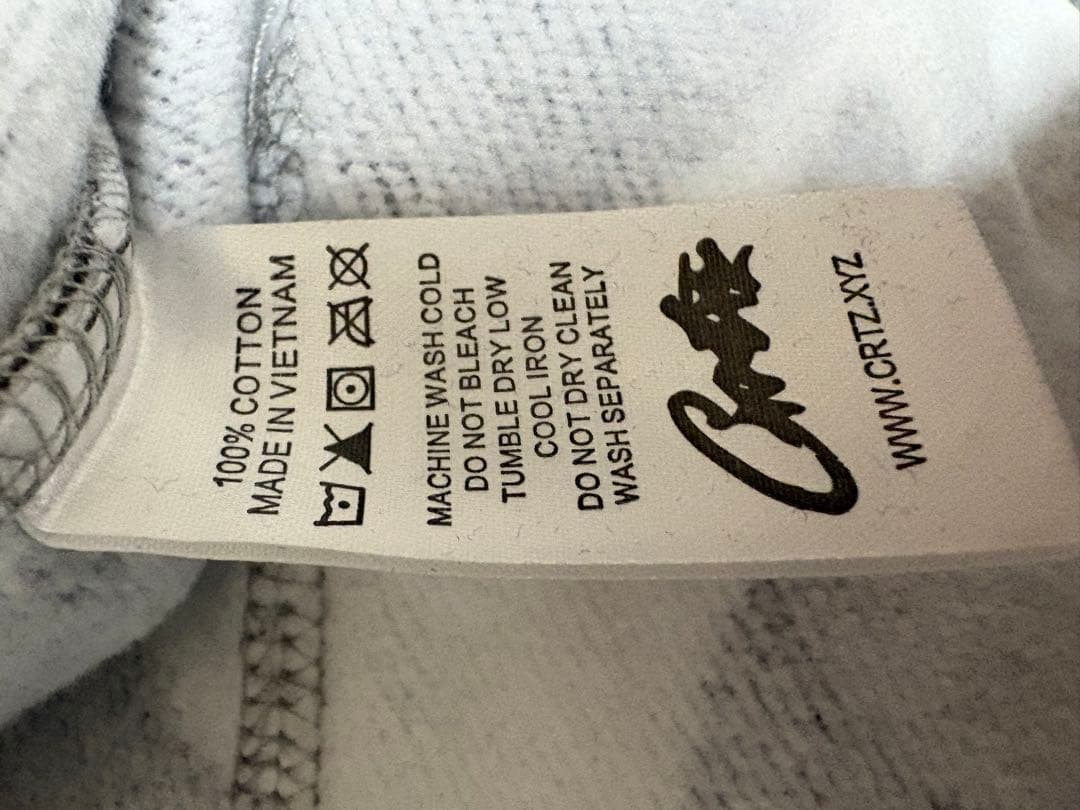 100% COTTON
MADE IN VIETNAM
MACHINE WASH COLD
DO NOT BLEACH
TUMBLE DRY LOW
COOL IRON
DO NOT DRY CLEAN
WASH SEPARATELY
WWW.CRTZ.XYZ